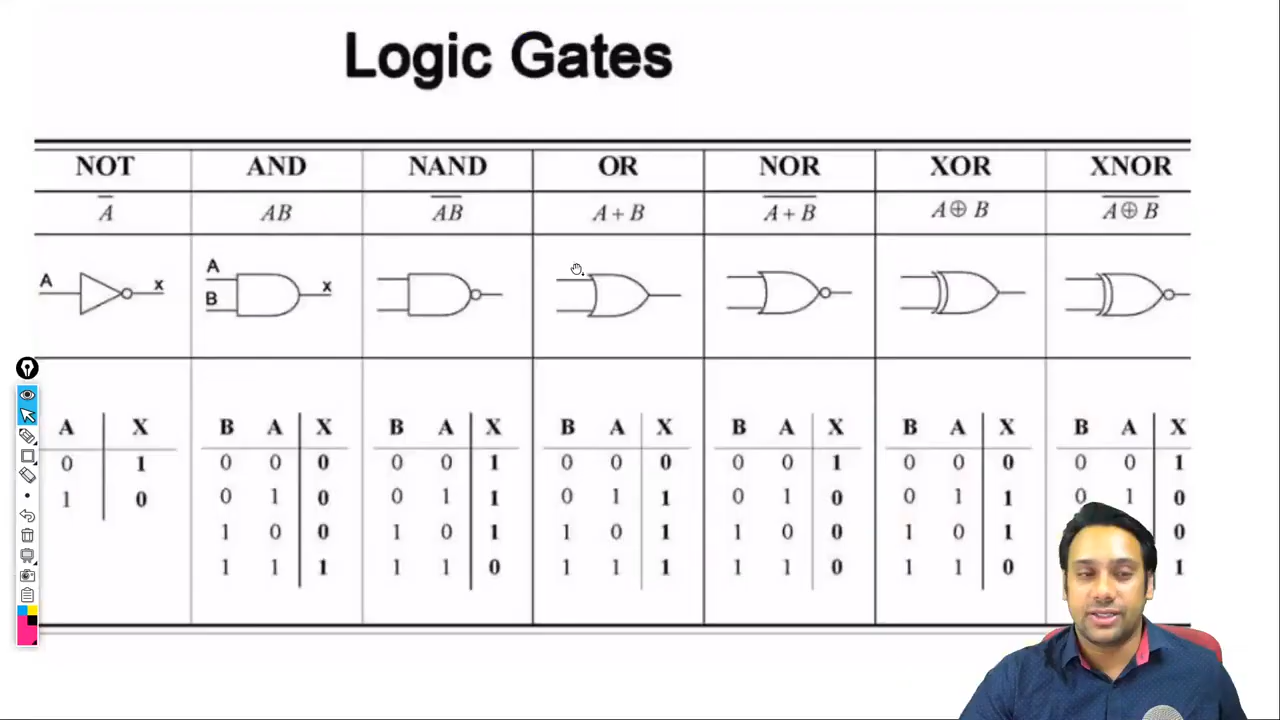 Logic Gates
NOT AND NAND OR NOR XOR XNOR
A̅ AB A̅B̅ A + B A̅ ̅+̅ ̅B̅ A ⊕ B A̅ ̅⊕̅ ̅B̅
A x A B x
A X B A X B A X B A X B A X B A X B A X
0 1 0 0 0 0 0 1 0 0 0 0 0 1 0 0 0 0 0 1
1 0 0 1 0 0 1 1 0 1 1 0 1 0 0 1 1 0 1 0
1 0 0 1 0 1 1 0 1 1 0 0 1 0 1 0
1 1 1 1 1 0 1 1 1 1 1 0 1 1 0 1